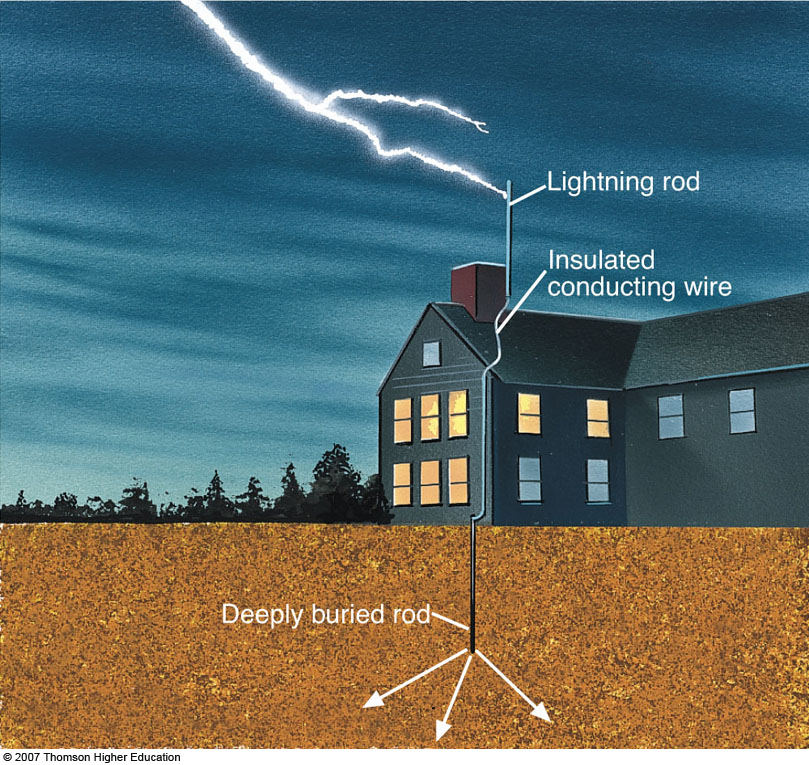 Lightning rod
Insulated
conducting wire
Deeply buried rod
© 2007 Thomson Higher Education